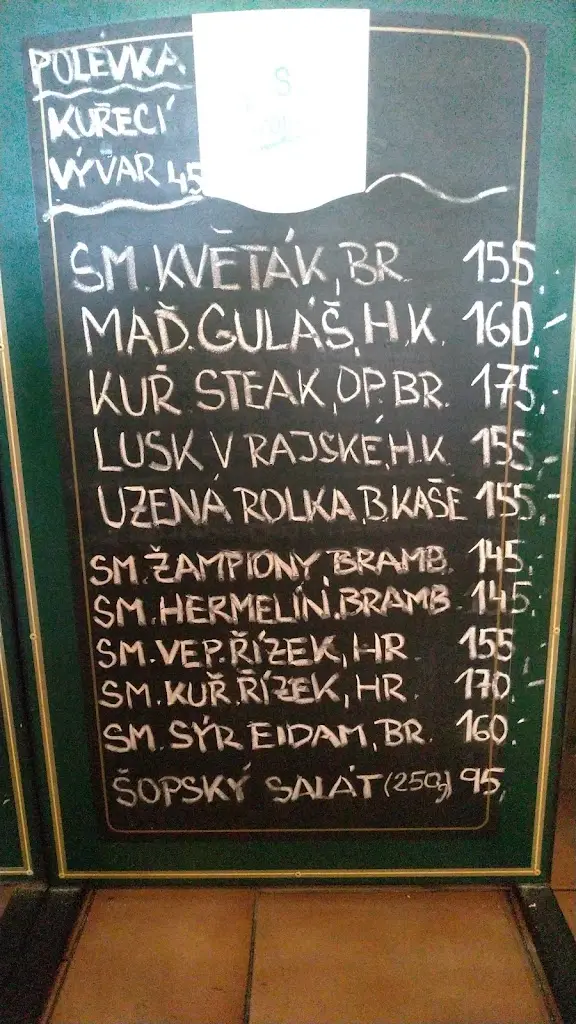 POLÉVKA
KUŘECÍ
VÝVAR 45
SM. KVĚTÁK, BR. 155,-
MAĎ. GULÁŠ, H.K. 160,-
KUŘ. STEAK, OP. BR. 175,-
LUSK V RAJSKÉ, H.K. 155,-
UZENÁ ROLKA, B. KAŠE 155,-
SM. ŽAMPIONY, BRAMB. 145,-
SM. HERMELÍN, BRAMB. 145,-
SM. VEP. ŘÍZEK, HR. 155,-
SM. KUŘ. ŘÍZEK, HR. 170,-
SM. SÝR EIDAM, BR. 160,-
ŠOPSKÝ SALÁT (250g) 95,-